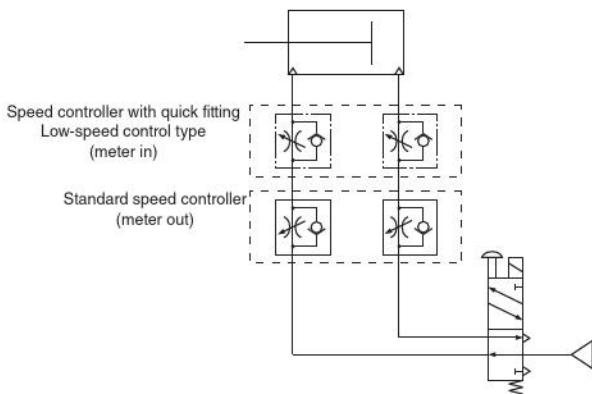 Speed controller with quick fitting
Low-speed control type
(meter in)
Standard speed controller
(meter out)